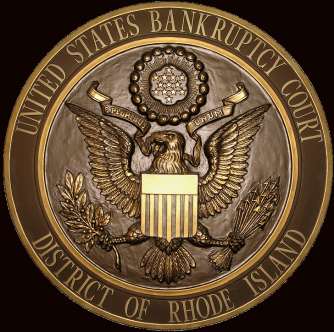 UNITED STATES BANKRUPTCY COURT
E PLURIBUS UNUM
DISTRICT OF RHODE ISLAND